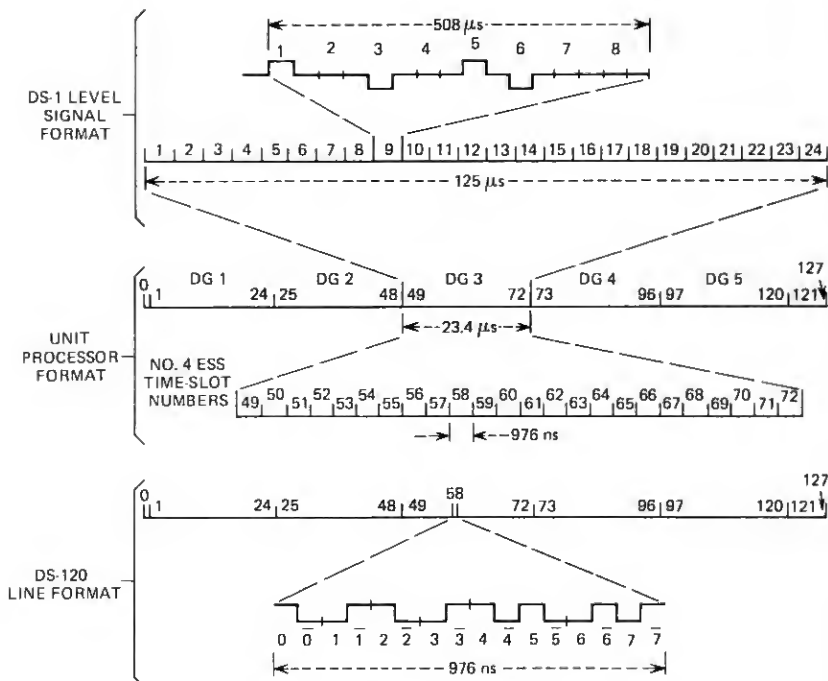 508 μs
1 2 3 4 5 6 7 8
DS-1 LEVEL
SIGNAL
FORMAT
1 2 3 4 5 6 7 8 9 10 11 12 13 14 15 16 17 18 19 20 21 22 23 24
125 μs
127
DG 1 DG 2 DG 3 DG 4 DG 5
0 1 24 25 48 49 72 73 96 97 120 121
23.4 μs
UNIT
PROCESSOR
FORMAT
NO. 4 ESS
TIME-SLOT
NUMBERS
49 50 51 52 53 54 55 56 57 58 59 60 61 62 63 64 65 66 67 68 69 70 71 72
976 ns
127
0 1 24 25 48 49 58 72 73 96 97 120 121
DS-120
LINE FORMAT
0 0̅ 1 1̅ 2 2̅ 3 3̅ 4 4̅ 5 5̅ 6 6̅ 7 7̅
976 ns